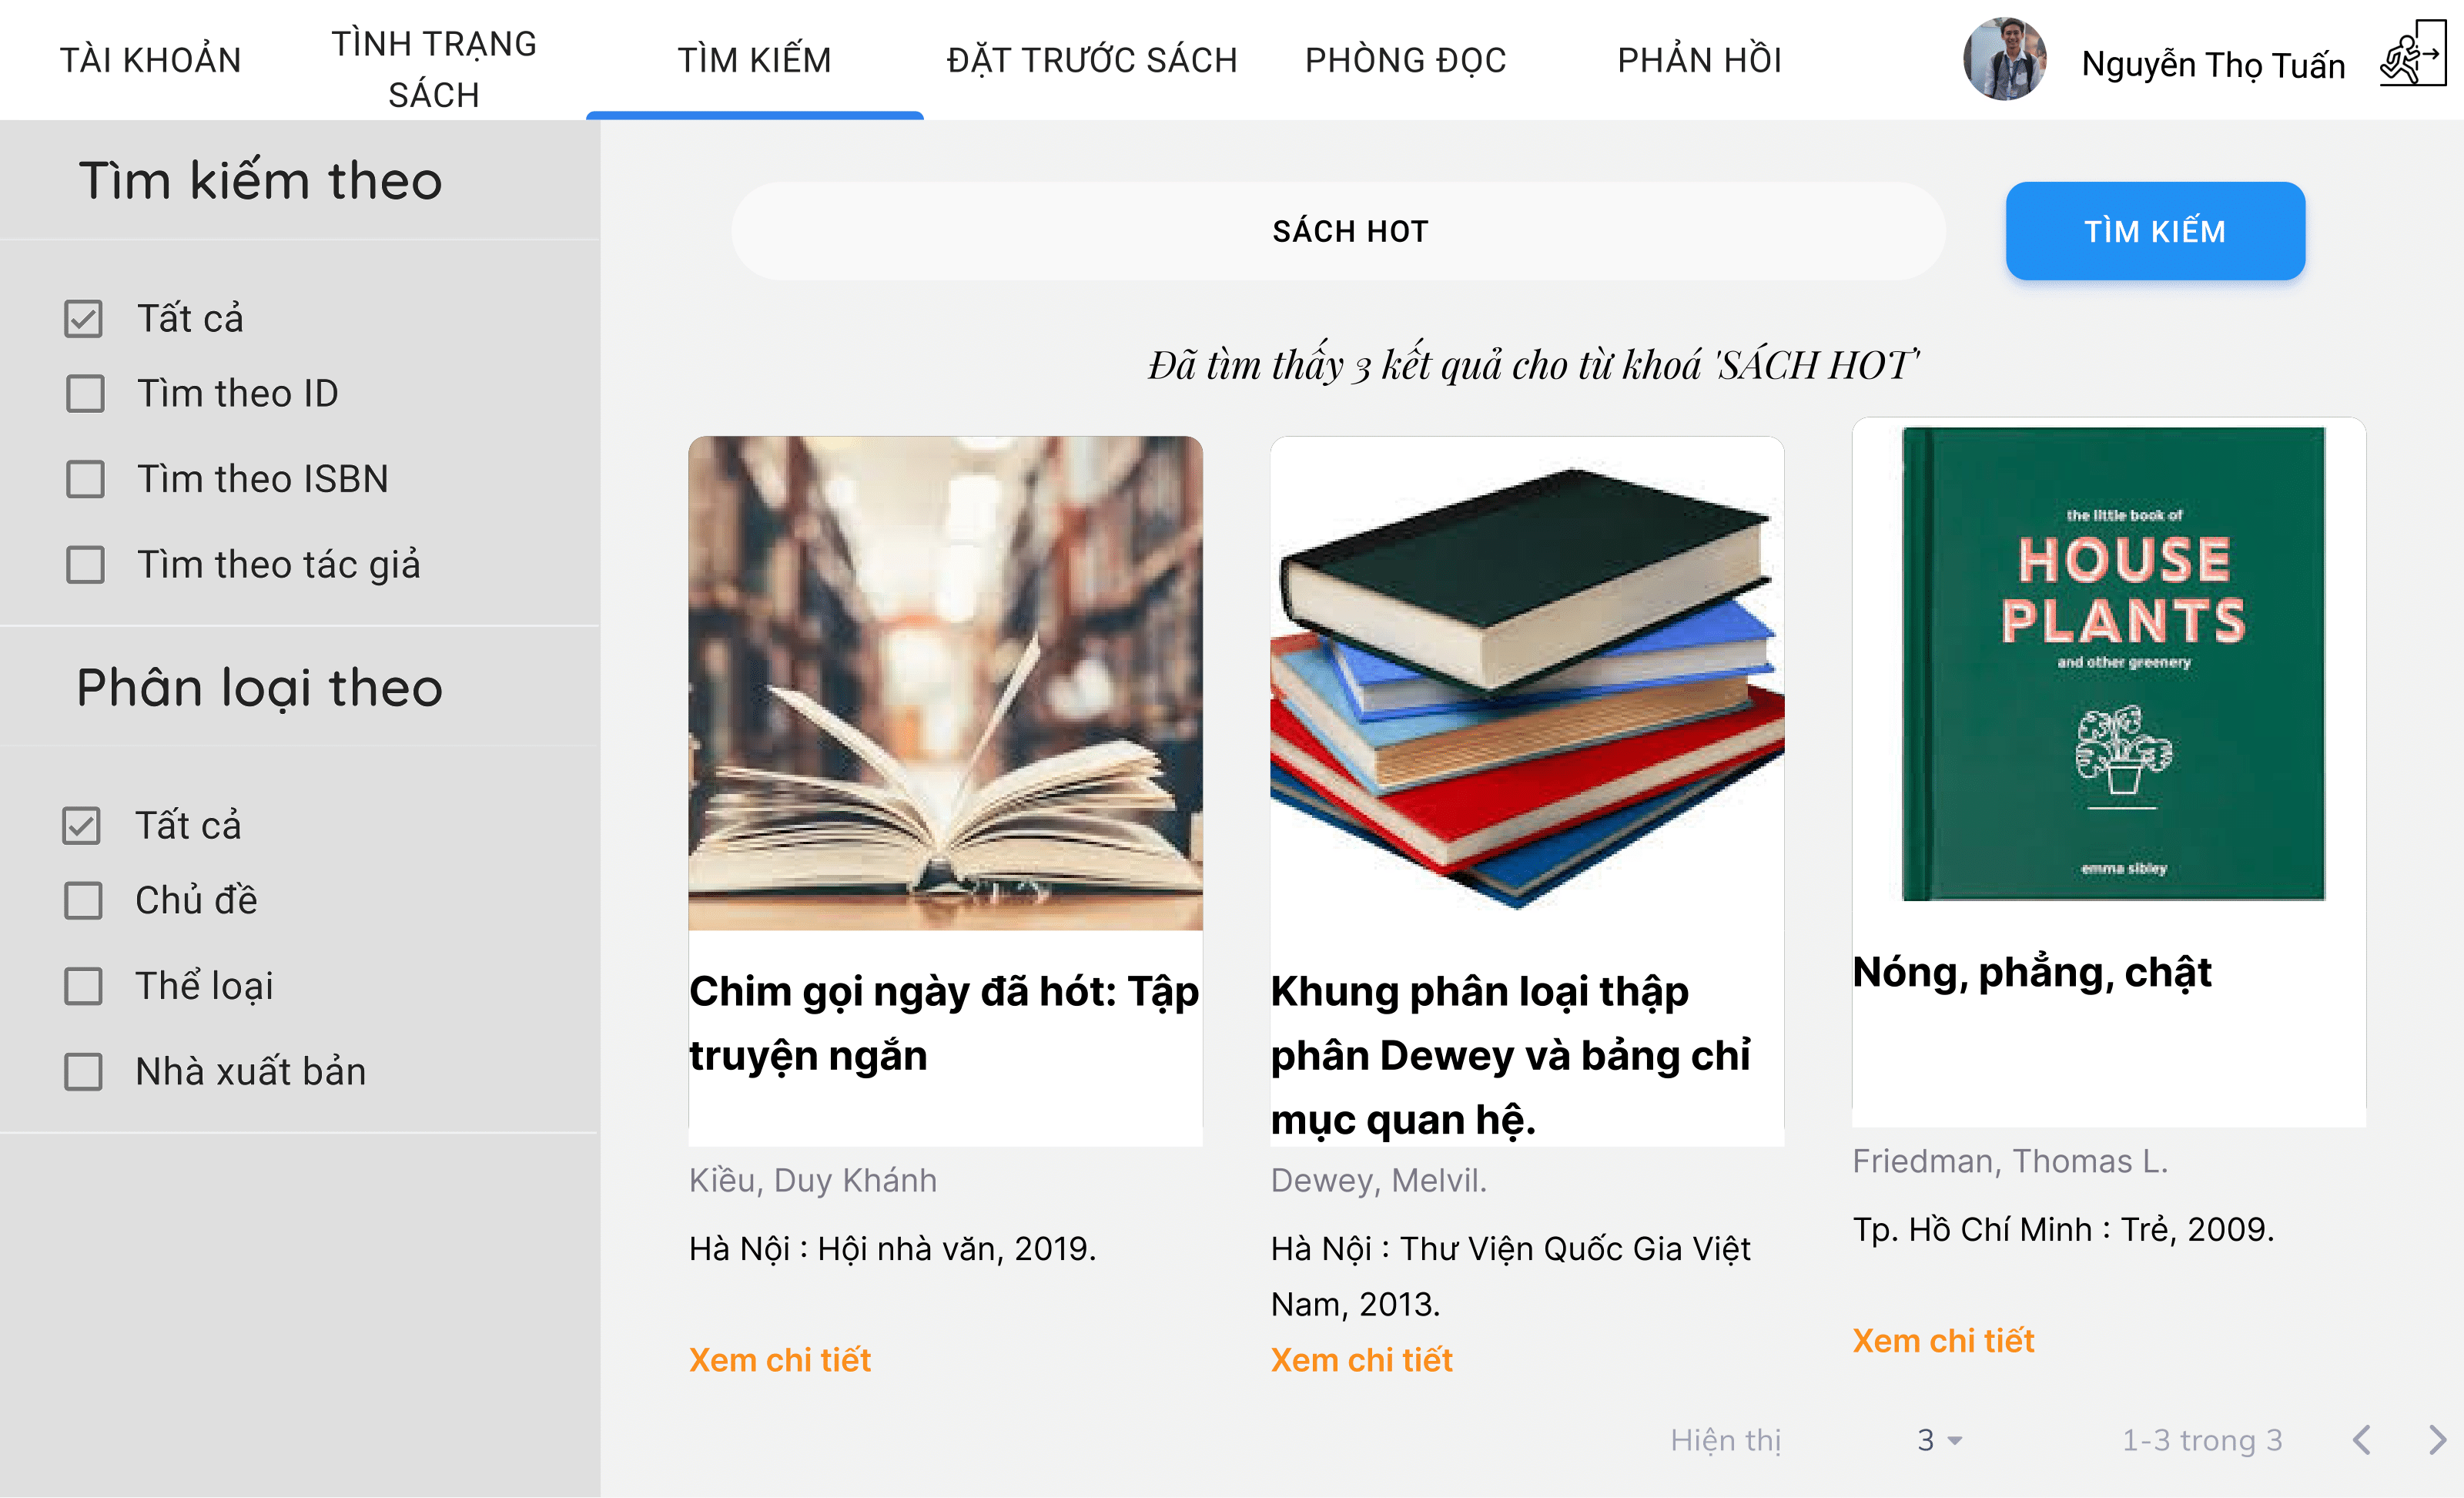 TÀI KHOẢN
TÌNH TRẠNG
SÁCH
TÌM KIẾM
ĐẶT TRƯỚC SÁCH
PHÒNG ĐỌC
PHẢN HỒI
Nguyễn Thọ Tuấn
Tìm kiếm theo
Tất cả
Tìm theo ID
Tìm theo ISBN
Tìm theo tác giả
Phân loại theo
Tất cả
Chủ đề
Thể loại
Nhà xuất bản
SÁCH HOT
TÌM KIẾM
Đã tìm thấy 3 kết quả cho từ khoá 'SÁCH HOT'
Chim gọi ngày đã hót: Tập
truyện ngắn
Kiều, Duy Khánh
Hà Nội : Hội nhà văn, 2019.
Xem chi tiết
Khung phân loại thập
phân Dewey và bảng chỉ
mục quan hệ.
Dewey, Melvil.
Hà Nội : Thư Viện Quốc Gia Việt
Nam, 2013.
Xem chi tiết
the little book of
HOUSE
PLANTS
and other greenery
emma sibley
Nóng, phẳng, chật
Friedman, Thomas L.
Tp. Hồ Chí Minh : Trẻ, 2009.
Xem chi tiết
Hiện thị
3
1-3 trong 3